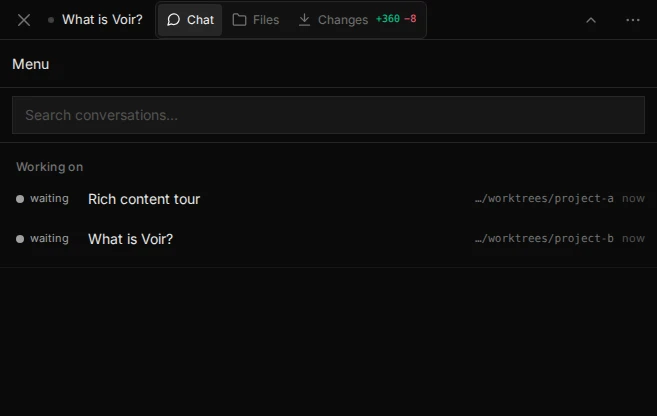 What is Voir? Chat Files Changes +360 −8
Menu
Search conversations...
Working on
waiting Rich content tour …/worktrees/project-a now
waiting What is Voir? …/worktrees/project-b now